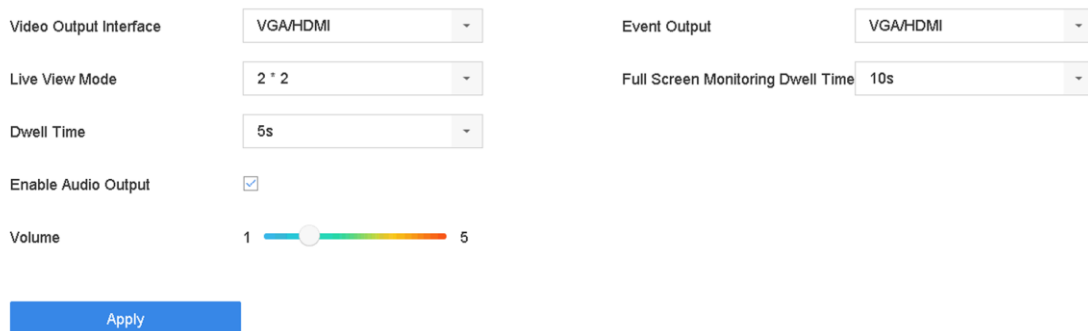 Video Output Interface VGA/HDMI Event Output VGA/HDMI
Live View Mode 2 * 2 Full Screen Monitoring Dwell Time 10s
Dwell Time 5s
Enable Audio Output
Volume 1 5
Apply